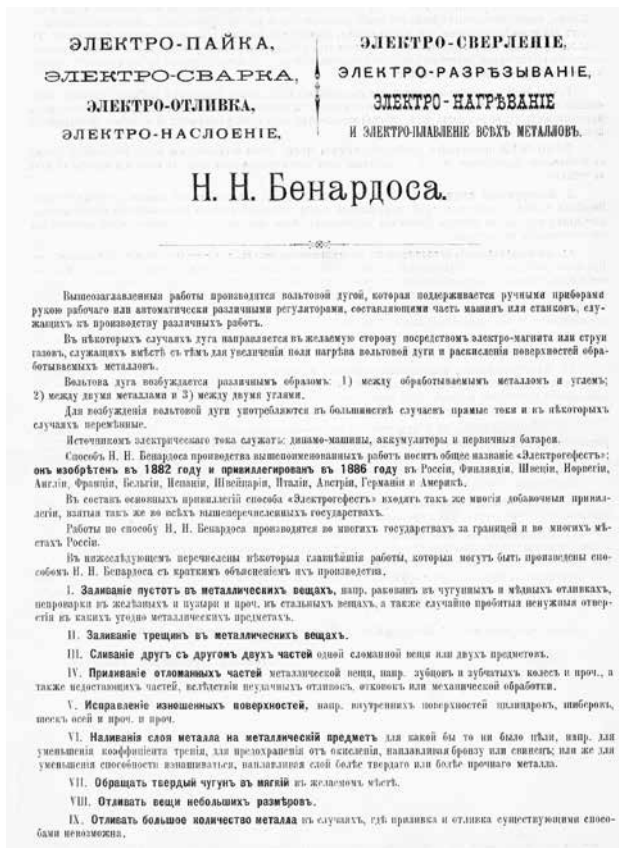 ЭЛЕКТРО-ПАЙКА,
ЭЛЕКТРО-СВАРКА,
ЭЛЕКТРО-ОТЛИВКА,
ЭЛЕКТРО-НАСЛОЕНІЕ,
ЭЛЕКТРО-СВЕРЛЕНІЕ,
ЭЛЕКТРО-РАЗРѢЗЫВАНІЕ,
ЭЛЕКТРО-НАГРѢВАНІЕ
И ЭЛЕКТРО-ПЛАВЛЕНІЕ ВСѢХЪ МЕТАЛЛОВЪ.
Н. Н. Бенардоса.
Вышеозаглавленныя работы производятся вольтовой дугой, которая поддерживается ручными приборами
рукою рабочаго или автоматически различными регуляторами, составляющими часть машинъ или станковъ, слу-
жащихъ къ производству различныхъ работъ.
Въ нѣкоторыхъ случаяхъ дуга направляется въ желаемую сторону посредствомъ электро-магнита или струи
газовъ, служащихъ вмѣстѣ съ тѣмъ для увеличенія поля нагрѣва вольтовой дуги и раскисленія поверхностей обра-
ботываемыхъ металловъ.
Вольтова дуга возбуждается различнымъ образомъ: 1) между обработываемымъ металломъ и углемъ;
2) между двумя металлами и 3) между двумя углями.
Для возбужденія вольтовой дуги употребляются въ большинствѣ случаевъ прямые токи и въ нѣкоторыхъ
случаяхъ перемѣнные.
Источникомъ электрическаго тока служатъ: динамо-машины, аккумуляторы и первичныя батареи.
Способъ Н. Н. Бенардоса производства вышепоименованныхъ работъ носитъ общее названіе «Электрогефестъ»:
онъ изобрѣтенъ въ 1882 году и привиллегированъ въ 1886 году въ Россіи, Финляндіи, Швеціи, Норвегіи,
Англіи, Франціи, Бельгіи, Испаніи, Швейцаріи, Италіи, Австріи, Германіи и Америкѣ.
Въ составъ основныхъ привиллегій способа «Электрогефестъ» входятъ такъ же многія добавочныя привил-
легіи, взятыя такъ же во всѣхъ вышеперечисленныхъ государствахъ.
Работы по способу Н. Н. Бенардоса производятся во многихъ государствахъ за границей и во многихъ мѣ-
стахъ Россіи.
Въ нижеслѣдующемъ перечислены нѣкоторыя главнѣйшія работы, которыя могутъ быть произведены спо-
собомъ Н. Н. Бенардоса съ краткимъ объясненіемъ ихъ производства.
I. Заливаніе пустотъ въ металлическихъ вещахъ, напр. раковинъ въ чугунныхъ и мѣдныхъ отливкахъ,
непроварки въ желѣзныхъ и пузыри и проч. въ стальныхъ вещахъ, а также случайно пробитыя ненужныя отвер-
стія въ какихъ угодно металлическихъ предметахъ.
II. Заливаніе трещинъ въ металлическихъ вещахъ.
III. Сливаніе другъ съ другомъ двухъ частей одной сломанной вещи или двухъ предметовъ.
IV. Приливаніе отломанныхъ частей металлической вещи, напр. зубцовъ и зубчатыхъ колесъ и проч., а
также недостающихъ частей, вслѣдствіи неудачныхъ отливокъ, отковокъ или механической обработки.
V. Исправленіе изношенныхъ поверхностей, напр. внутреннихъ поверхностей цилиндровъ, шиберовъ,
шеекъ осей и проч. и проч.
VI. Наливанія слоя металла на металлическій предметъ для какой бы то ни было цѣли, напр. для
уменьшенія коэффиціента тренія, для предохраненія отъ окисленія, наплавливая бронзу или свинецъ; или же для
уменьшенія способности изнашиваться, наплавливая слой болѣе твердаго или болѣе прочнаго металла.
VII. Обращать твердый чугунъ въ мягкій въ желаемомъ мѣстѣ.
VIII. Отливать вещи небольшихъ размѣровъ.
IX. Отливать большое количество металла въ случаяхъ, гдѣ приливка и отливка существующими спосо-
бами невозможна.